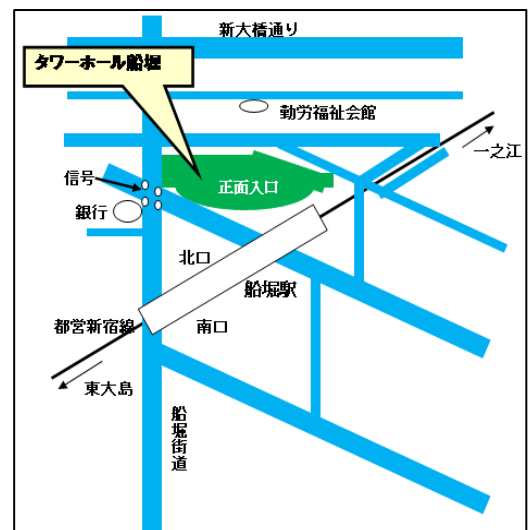 新大橋通り
タワーホール船堀
勤労福祉会館
一之江
信号
正面入口
銀行
北口
船堀駅
都営新宿線
南口
東大島
船堀街道